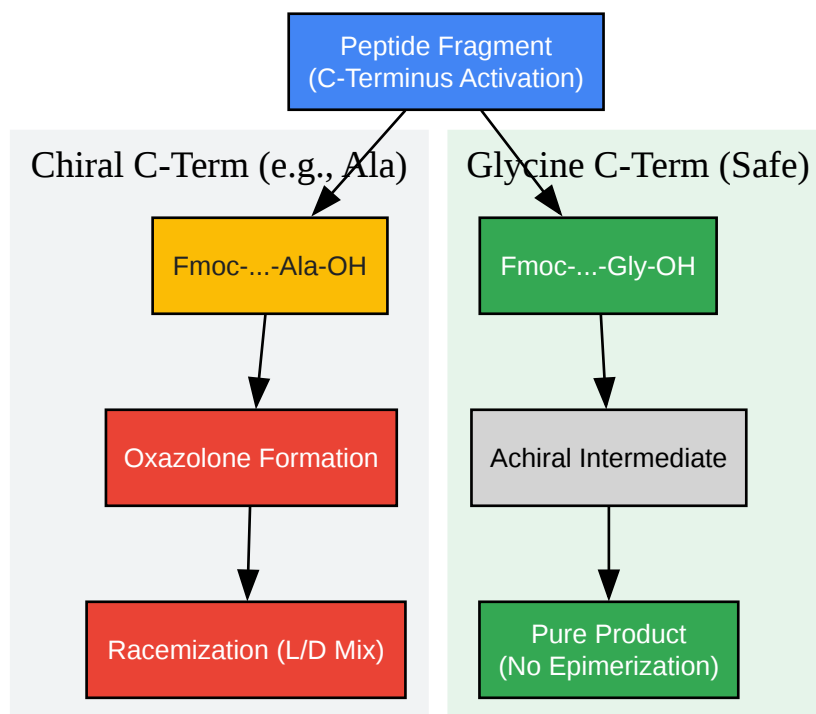 Peptide Fragment
(C-Terminus Activation)
Chiral C-Term (e.g., Ala)
Glycine C-Term (Safe)
Fmoc-...-Ala-OH
Fmoc-...-Gly-OH
Oxazolone Formation
Achiral Intermediate
Racemization (L/D Mix)
Pure Product
(No Epimerization)